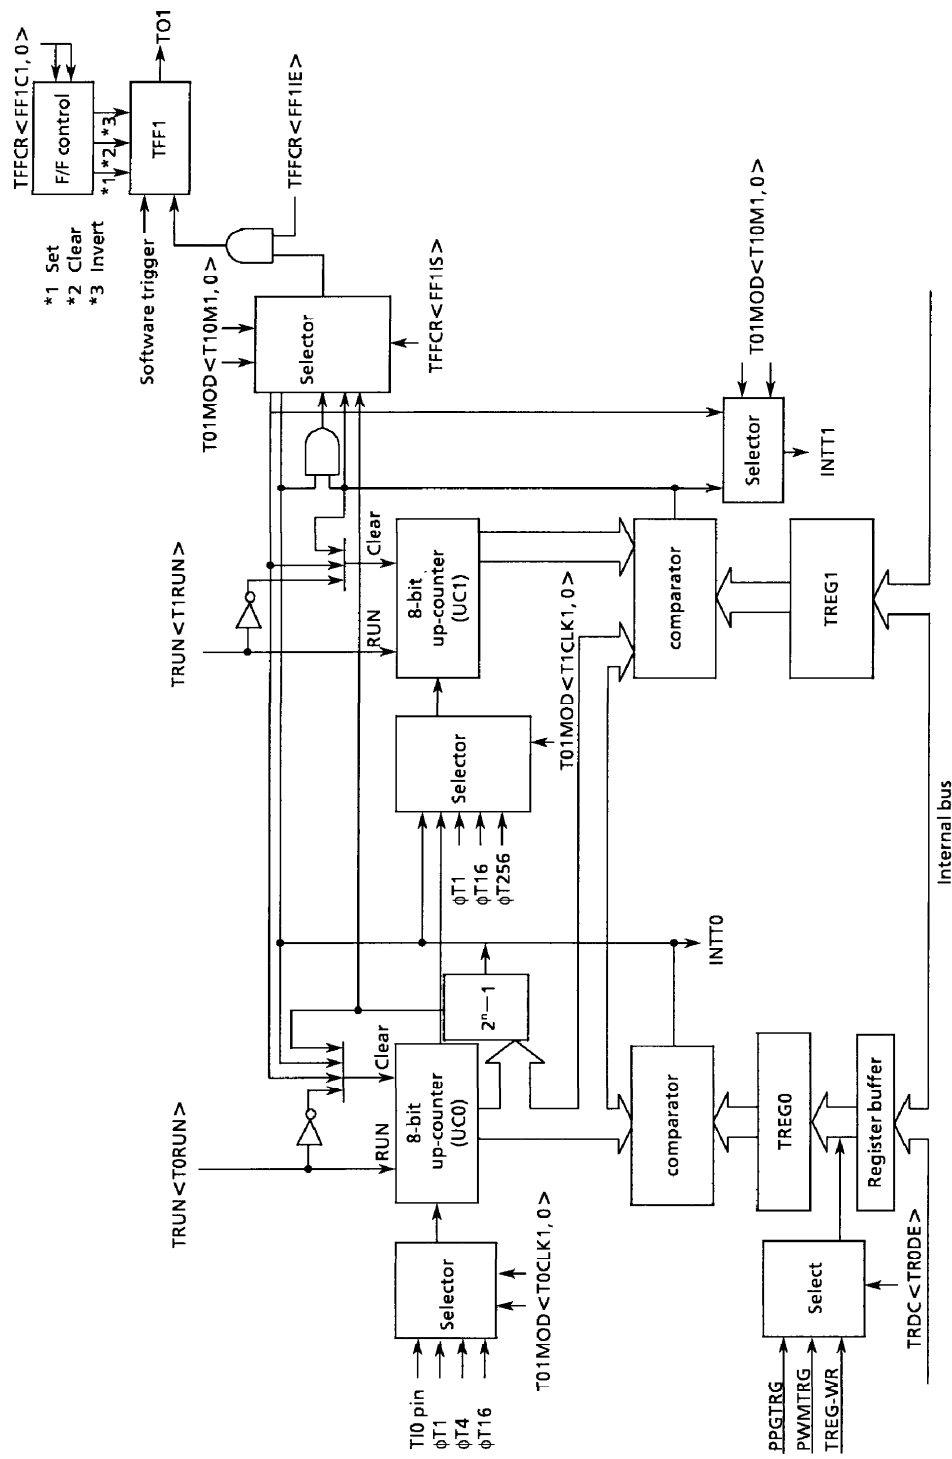 TRUN<T0RUN>
TRUN<T1RUN>
T01MOD<T10M1, 0>
TFFCR<FF1C1, 0>
F/F control
*1
*2
*3
TFF1
TO1
*1 Set
*2 Clear
*3 Invert
Software trigger
TFFCR<FF1IE>
Selector
TFFCR<FF1IS>
TI0 pin
ϕT1
ϕT4
ϕT16
Selector
T01MOD<T0CLK1, 0>
RUN
Clear
8-bit
up-counter
(UC0)
2ⁿ—1
ϕT1
ϕT16
ϕT256
Selector
T01MOD<T1CLK1, 0>
RUN
Clear
8-bit
up-counter
(UC1)
comparator
INTT0
comparator
Selector
T01MOD<T10M1, 0>
INTT1
TREG0
TREG1
Register buffer
PPGTRG
PWMTRG
TREG-WR
Select
TRDC<TR0DE>
Internal bus